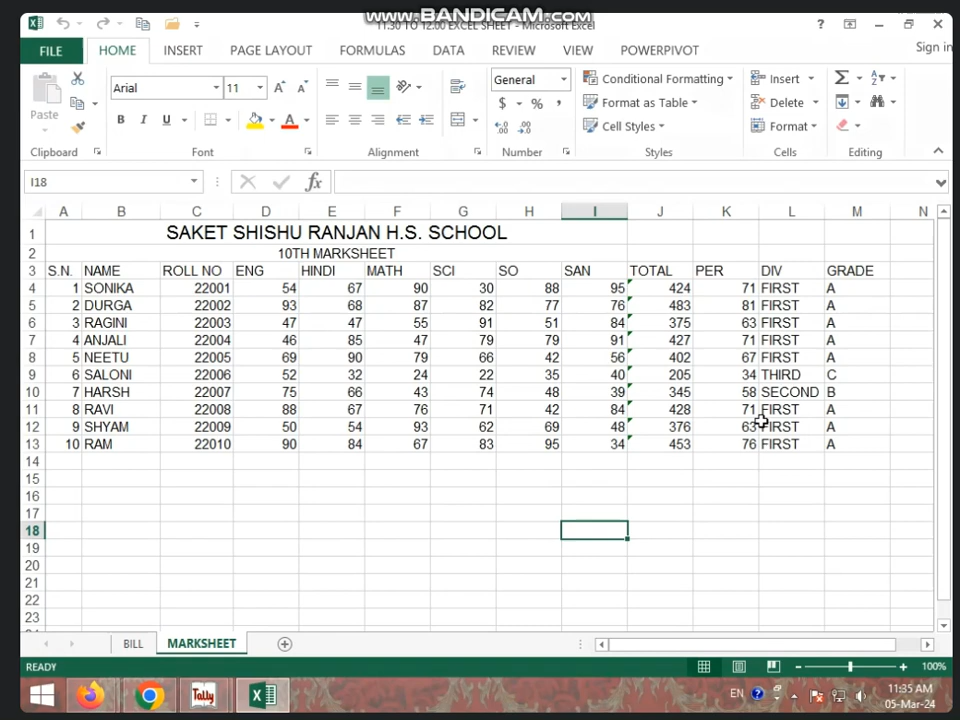 WWW.BANDICAM.COM
11.30 TO 12.00 EXCEL SHEET - Microsoft Excel
FILE HOME INSERT PAGE LAYOUT FORMULAS DATA REVIEW VIEW POWERPIVOT Sign in
Arial 11 General Conditional Formatting Insert
Paste B I U A $ % , Format as Table Delete
Cell Styles Format
Clipboard Font Alignment Number Styles Cells Editing
I18 fx
A B C D E F G H I J K L M N
1 SAKET SHISHU RANJAN H.S. SCHOOL
2 10TH MARKSHEET
3 S.N. NAME ROLL NO ENG HINDI MATH SCI SO SAN TOTAL PER DIV GRADE
4 1 SONIKA 22001 54 67 90 30 88 95 424 71 FIRST A
5 2 DURGA 22002 93 68 87 82 77 76 483 81 FIRST A
6 3 RAGINI 22003 47 47 55 91 51 84 375 63 FIRST A
7 4 ANJALI 22004 46 85 47 79 79 91 427 71 FIRST A
8 5 NEETU 22005 69 90 79 66 42 56 402 67 FIRST A
9 6 SALONI 22006 52 32 24 22 35 40 205 34 THIRD C
10 7 HARSH 22007 75 66 43 74 48 39 345 58 SECOND B
11 8 RAVI 22008 88 67 76 71 42 84 428 71 FIRST A
12 9 SHYAM 22009 50 54 93 62 69 48 376 63 FIRST A
13 10 RAM 22010 90 84 67 83 95 34 453 76 FIRST A
14
15
16
17
18
19
20
21
22
23
BILL MARKSHEET
READY 100%
Tally EN 11:35 AM
05-Mar-24